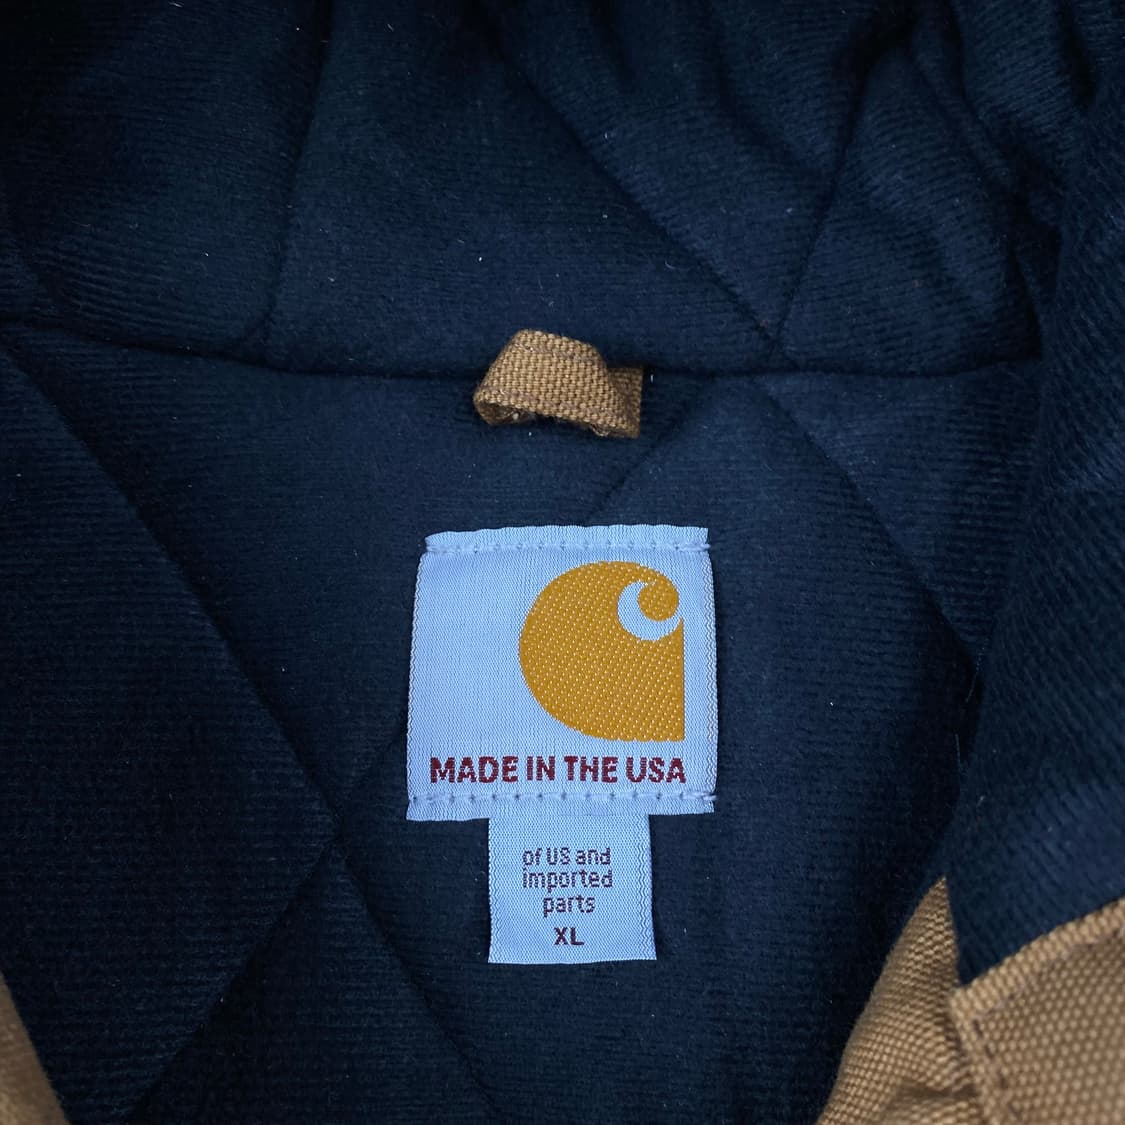 MADE IN THE USA
of US and
imported
parts
XL